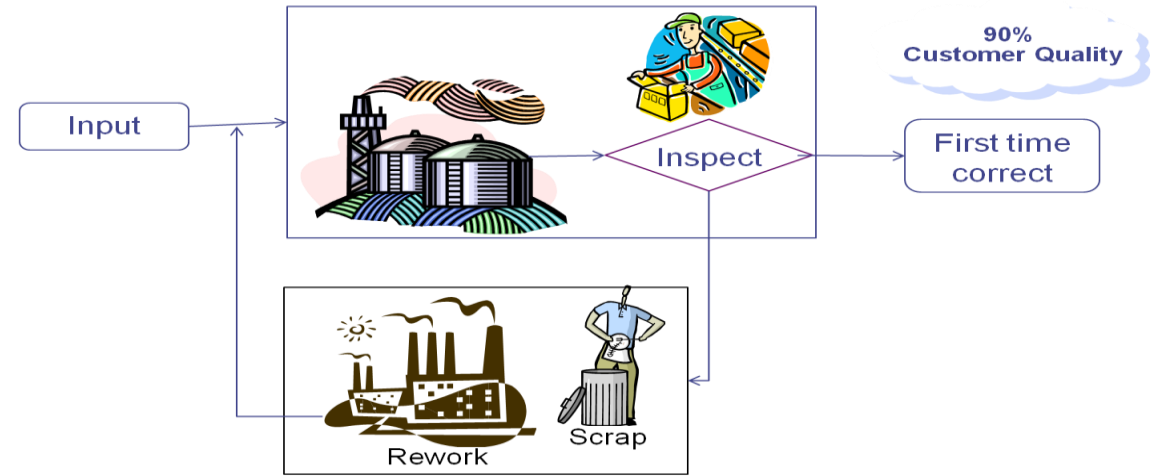 90%
Customer Quality
Input
Inspect
First time
correct
Scrap
Rework